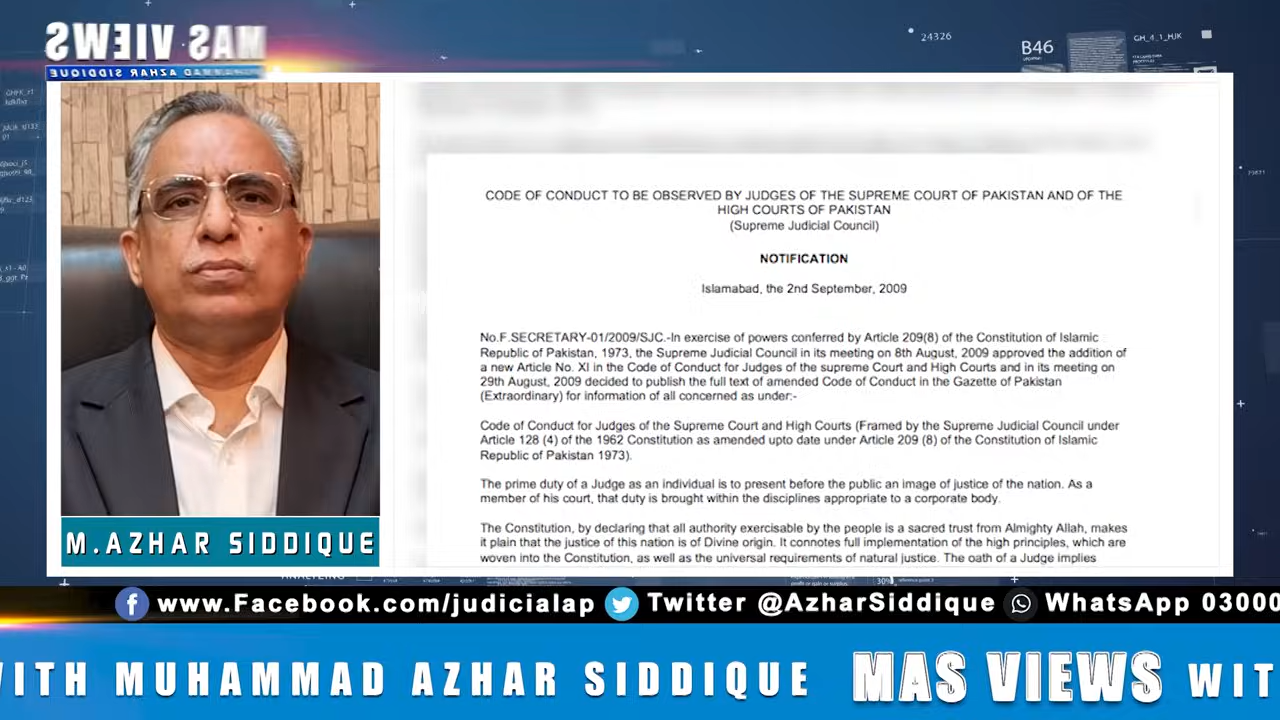 MAS VIEWS
MUHAMMAD AZHAR SIDDIQUE
24326
B46
GH_4_1_HJK
CODE OF CONDUCT TO BE OBSERVED BY JUDGES OF THE SUPREME COURT OF PAKISTAN AND OF THE
HIGH COURTS OF PAKISTAN
(Supreme Judicial Council)
NOTIFICATION
Islamabad, the 2nd September, 2009
No.F.SECRETARY-01/2009/SJC.-In exercise of powers conferred by Article 209(8) of the Constitution of Islamic
Republic of Pakistan, 1973, the Supreme Judicial Council in its meeting on 8th August, 2009 approved the addition of
a new Article No. XI in the Code of Conduct for Judges of the supreme Court and High Courts and in its meeting on
29th August, 2009 decided to publish the full text of amended Code of Conduct in the Gazette of Pakistan
(Extraordinary) for information of all concerned as under:-
Code of Conduct for Judges of the Supreme Court and High Courts (Framed by the Supreme Judicial Council under
Article 128 (4) of the 1962 Constitution as amended upto date under Article 209 (8) of the Constitution of Islamic
Republic of Pakistan 1973).
The prime duty of a Judge as an individual is to present before the public an image of justice of the nation. As a
member of his court, that duty is brought within the disciplines appropriate to a corporate body.
The Constitution, by declaring that all authority exercisable by the people is a sacred trust from Almighty Allah, makes
it plain that the justice of this nation is of Divine origin. It connotes full implementation of the high principles, which are
woven into the Constitution, as well as the universal requirements of natural justice. The oath of a Judge implies
M.AZHAR SIDDIQUE
30%
www.Facebook.com/judicialap Twitter @AzharSiddique WhatsApp 03000
WITH MUHAMMAD AZHAR SIDDIQUE MAS VIEWS WIT